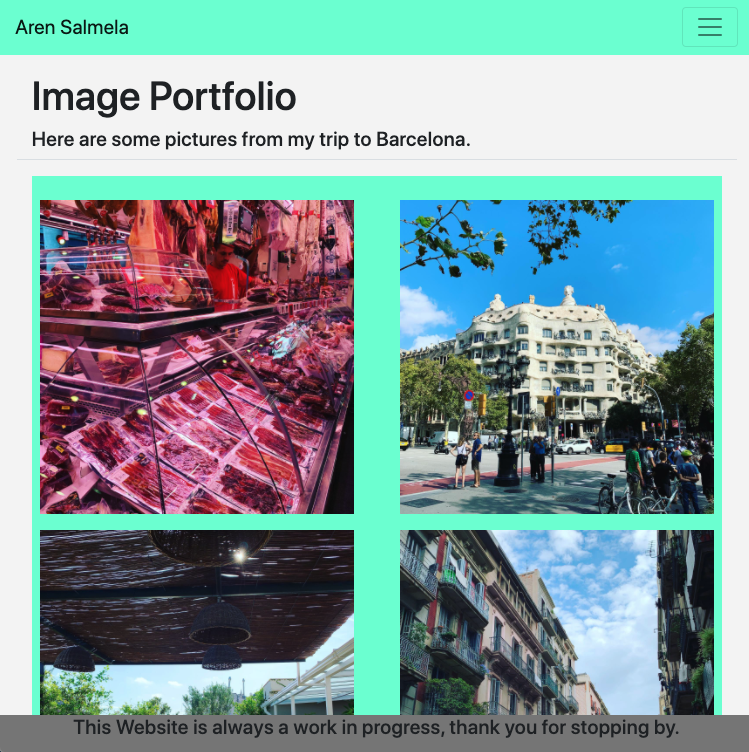 Aren Salmela
Image Portfolio
Here are some pictures from my trip to Barcelona.
This Website is always a work in progress, thank you for stopping by.